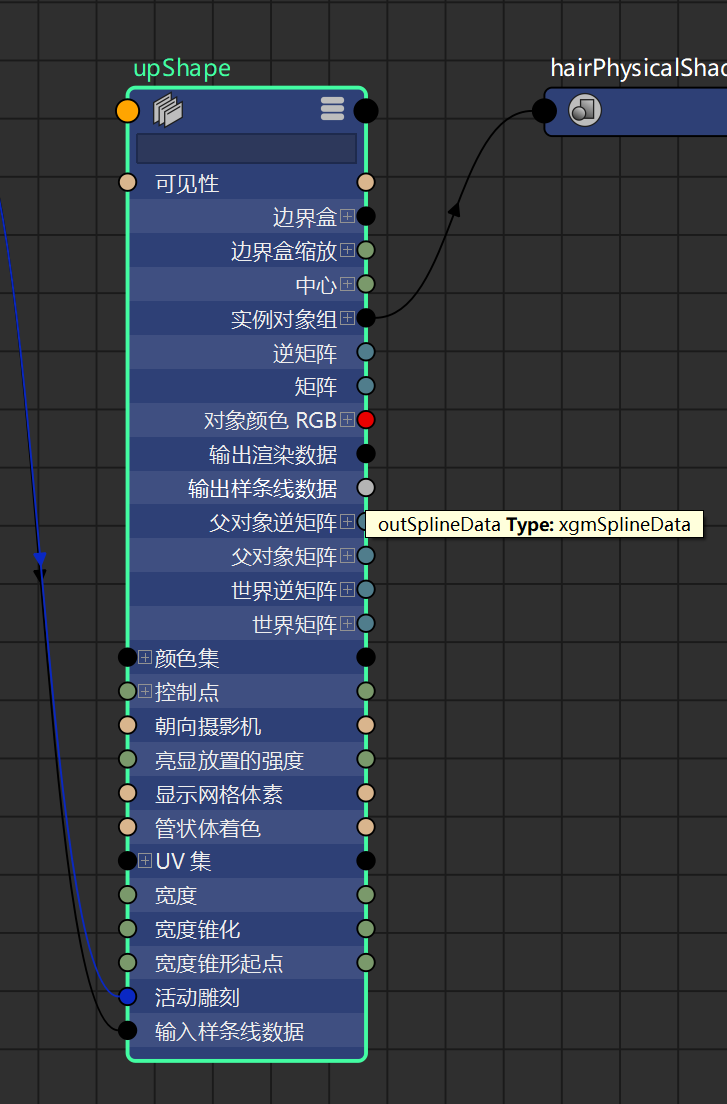 upShape
hairPhysicalShad
可见性
边界盒
边界盒缩放
中心
实例对象组
逆矩阵
矩阵
对象颜色 RGB
输出渲染数据
输出样条线数据
outSplineData Type: xgmSplineData
父对象逆矩阵
父对象矩阵
世界逆矩阵
世界矩阵
颜色集
控制点
朝向摄影机
亮显放置的强度
显示网格体素
管状体着色
UV 集
宽度
宽度锥化
宽度锥形起点
活动雕刻
输入样条线数据